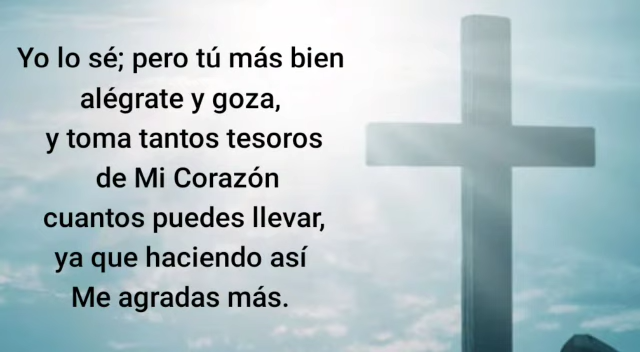 Yo lo sé; pero tú más bien
alégrate y goza,
y toma tantos tesoros
de Mi Corazón
cuantos puedes llevar,
ya que haciendo así
Me agradas más.